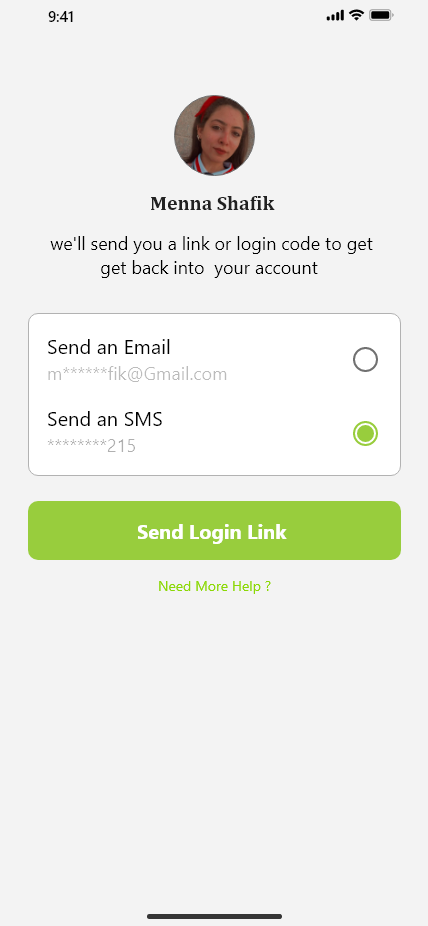 9:41
Menna Shafik
we'll send you a link or login code to get
get back into  your account
Send an Email
m******fik@Gmail.com
Send an SMS
********215
Send Login Link
Need More Help ?